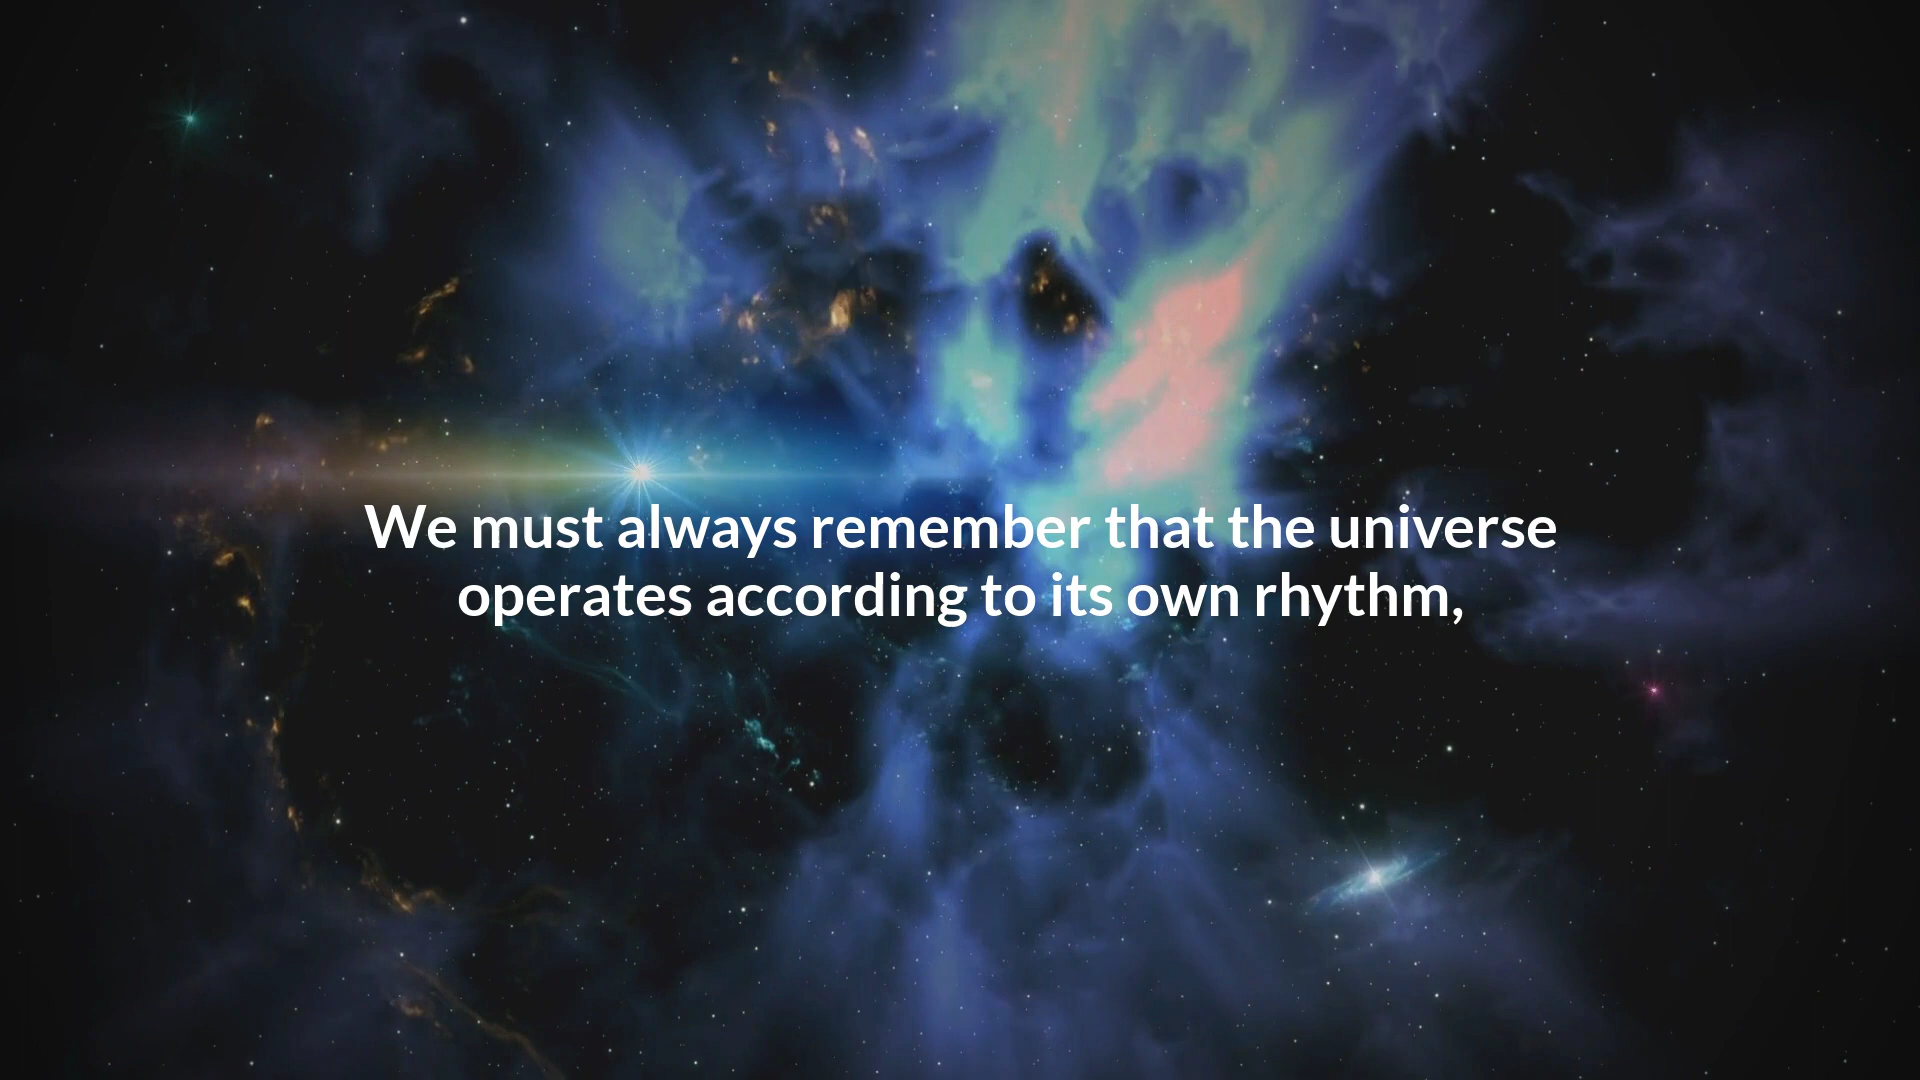 We must always remember that the universe
operates according to its own rhythm,